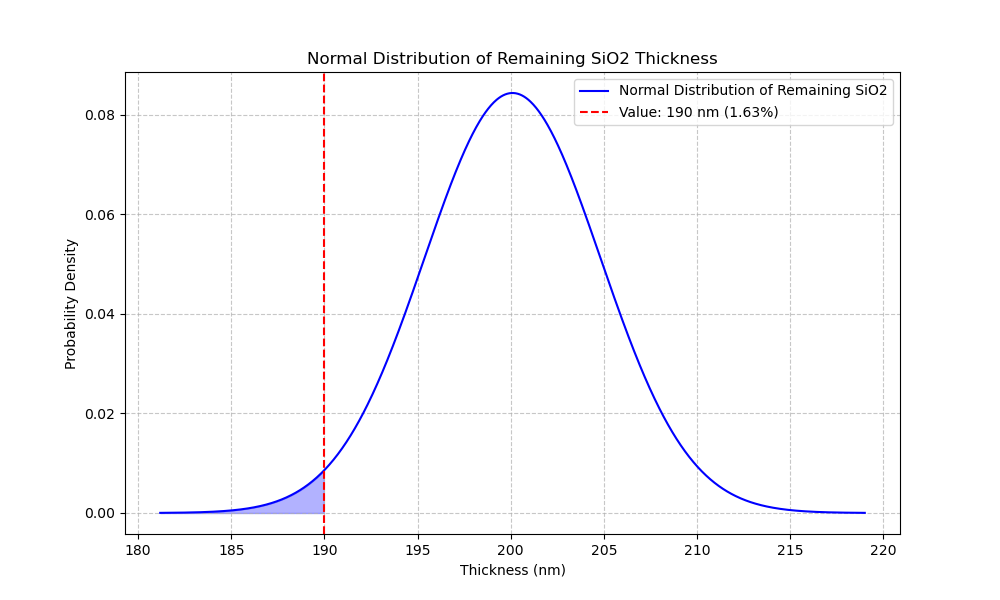 Normal Distribution of Remaining SiO2 Thickness
Normal Distribution of Remaining SiO2
Value: 190 nm (1.63%)
Probability Density
0.08
0.06
0.04
0.02
0.00
180 185 190 195 200 205 210 215 220
Thickness (nm)